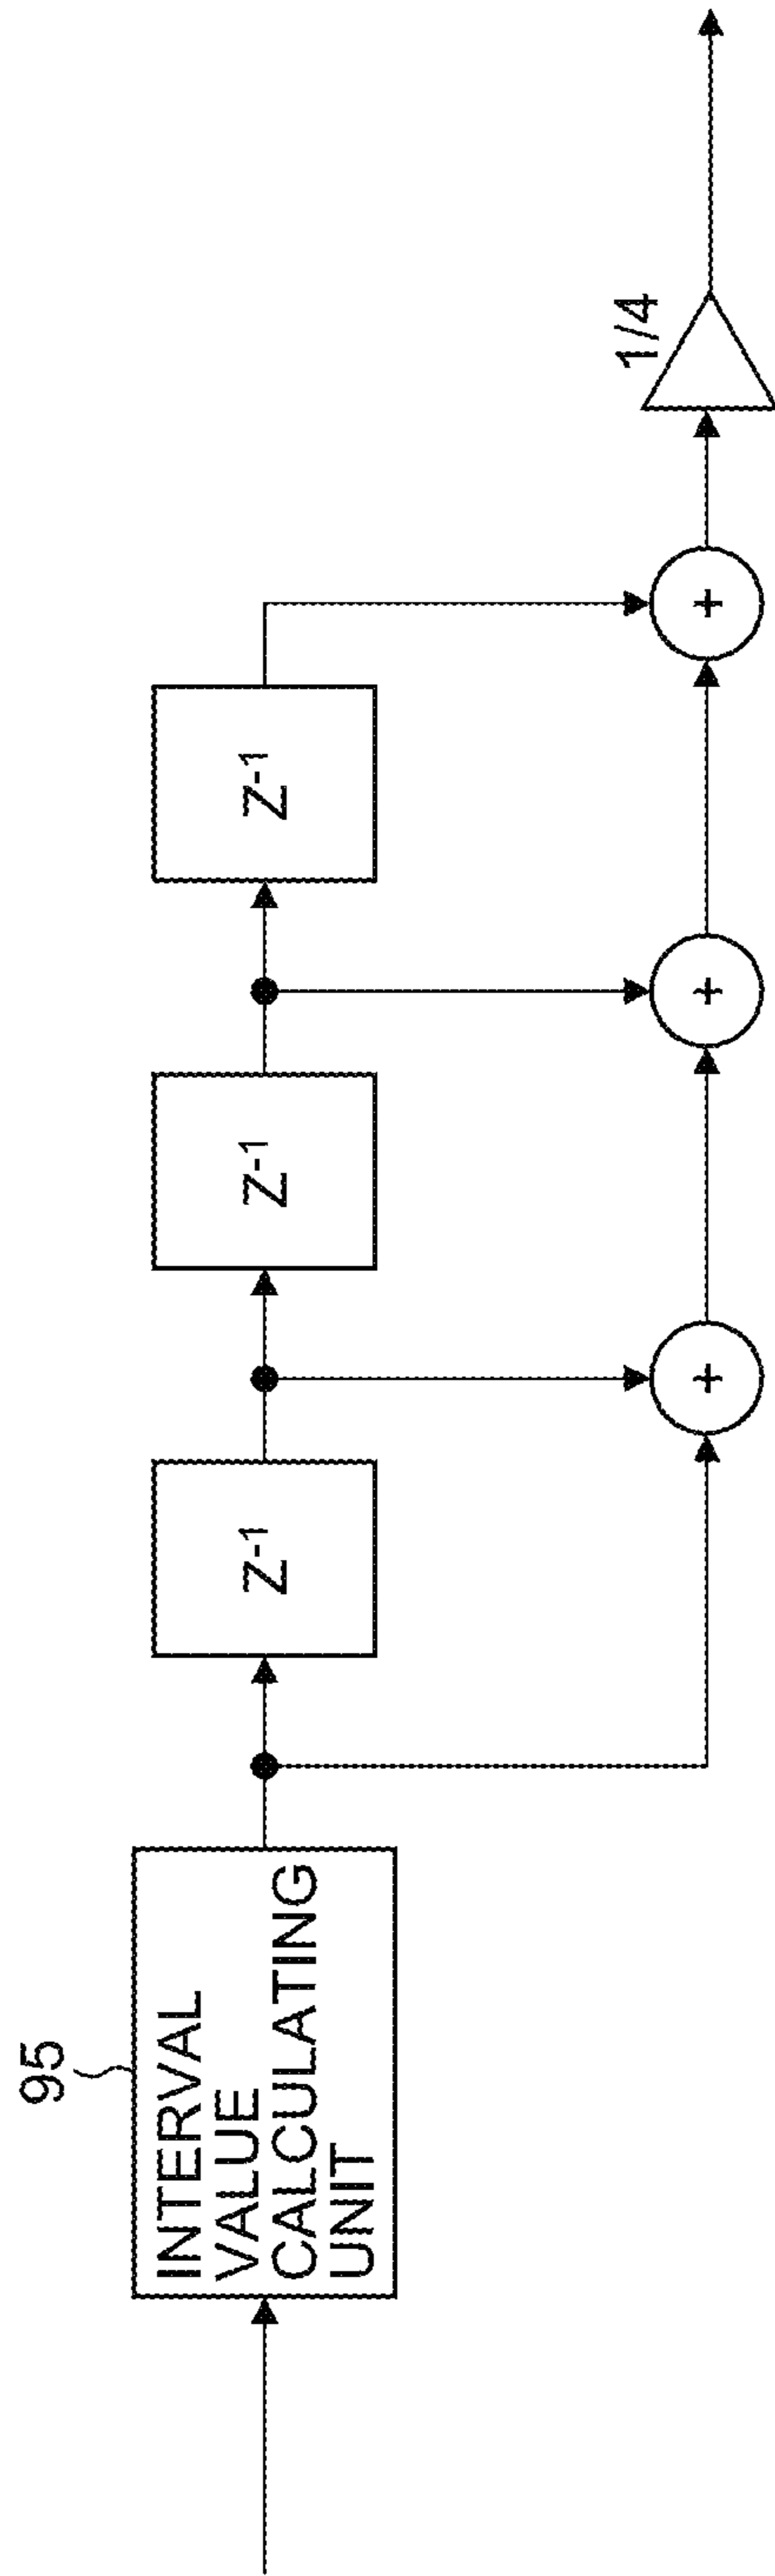 95
INTERVAL
VALUE
CALCULATING
UNIT
Z-1
Z-1
Z-1
+
+
+
1/4